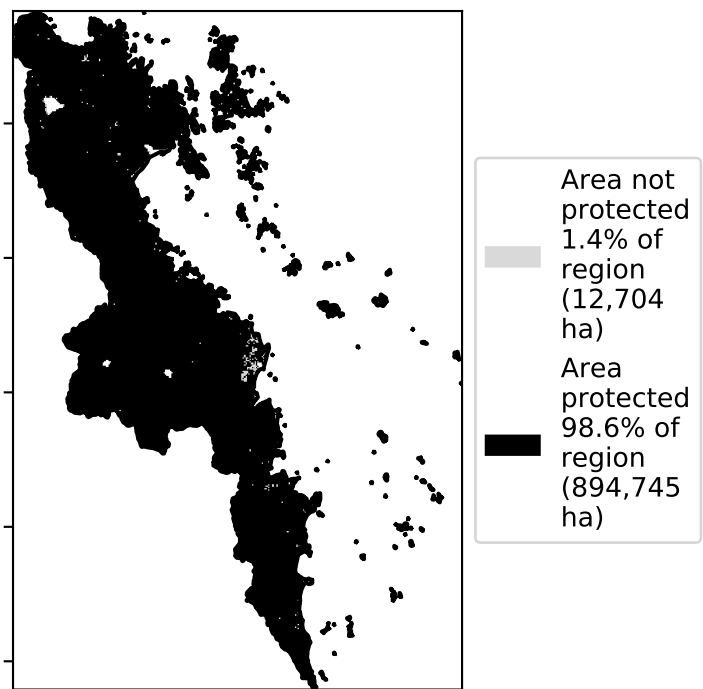 Area not
protected
1.4% of
region
(12,704
ha)
Area
protected
98.6% of
region
(894,745
ha)